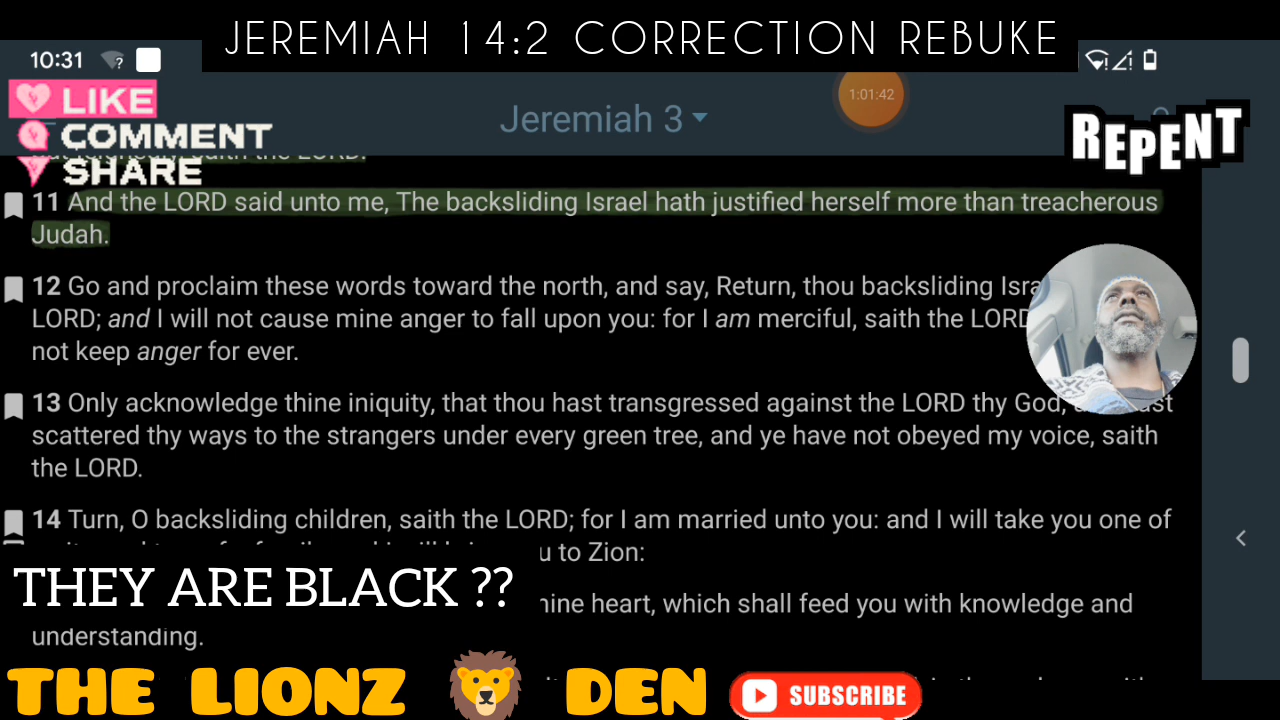 JEREMIAH 14:2 CORRECTION REBUKE
10:31
1:01:42
LIKE
COMMENT
SHARE
Jeremiah 3
REPENT
saith the LORD.
11 And the LORD said unto me, The backsliding Israel hath justified herself more than treacherous
Judah.
12 Go and proclaim these words toward the north, and say, Return, thou backsliding
LORD; and I will not cause mine anger to fall upon you: for I am merciful, saith the LORD
not keep anger for ever.
13 Only acknowledge thine iniquity, that thou hast transgressed against the LORD thy God,
scattered thy ways to the strangers under every green tree, and ye have not obeyed my voice, saith
the LORD.
14 Turn, O backsliding children, saith the LORD; for I am married unto you: and I will take you one of
to Zion:
THEY ARE BLACK ??
heart, which shall feed you with knowledge and
understanding.
THE LIONZ DEN
SUBSCRIBE